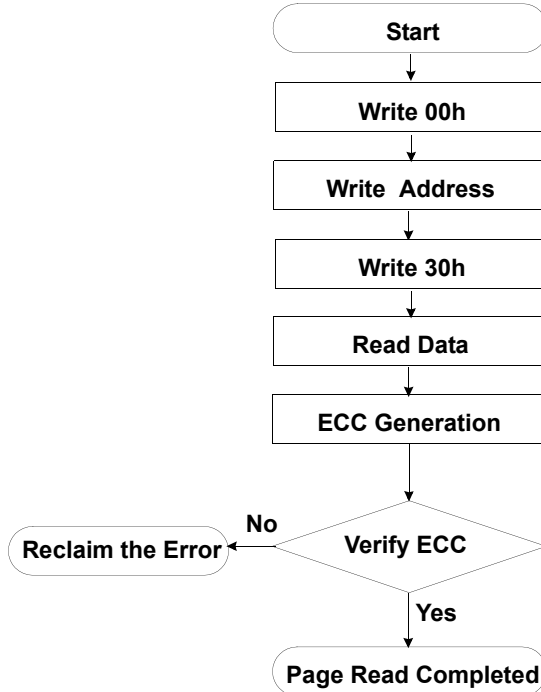 Start
Write 00h
Write Address
Write 30h
Read Data
ECC Generation
No
Reclaim the Error
Verify ECC
Yes
Page Read Completed